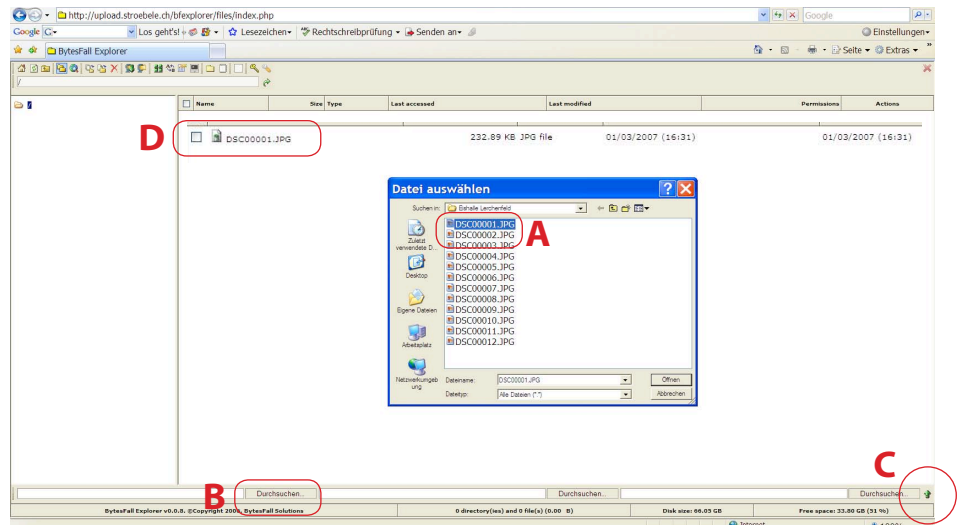 http://upload.stroebele.ch/bfexplorer/files/index.php
Google
Google G
Los geht's!
Lesezeichen
Rechtschreibprüfung
Senden an
Einstellungen
BytesFall Explorer
Seite
Extras
/
/
Name Size Type Last accessed Last modified Permissions Actions
D
DSC00001.JPG 232.89 KB JPG file 01/03/2007 (16:31) 01/03/2007 (16:31)
Datei auswählen
Suchen in: Eishalle Lerchenfeld
A
DSC00001.JPG
DSC00002.JPG
DSC00003.JPG
DSC00004.JPG
DSC00005.JPG
DSC00006.JPG
DSC00007.JPG
DSC00008.JPG
DSC00009.JPG
DSC00010.JPG
DSC00011.JPG
DSC00012.JPG
Zuletzt
verwendete D...
Desktop
Eigene Dateien
Arbeitsplatz
Netzwerkumgeb
ung
Dateiname: DSC00001.JPG Öffnen
Dateityp: Alle Dateien (*.*) Abbrechen
C
B
Durchsuchen... Durchsuchen... Durchsuchen...
BytesFall Explorer v0.0.8. ©Copyright BytesFall Solutions 0 directory(ies) and 0 file(s) (0.00 B) Disk size: 66.05 GB Free space: 33.80 GB (51 %)
Internet